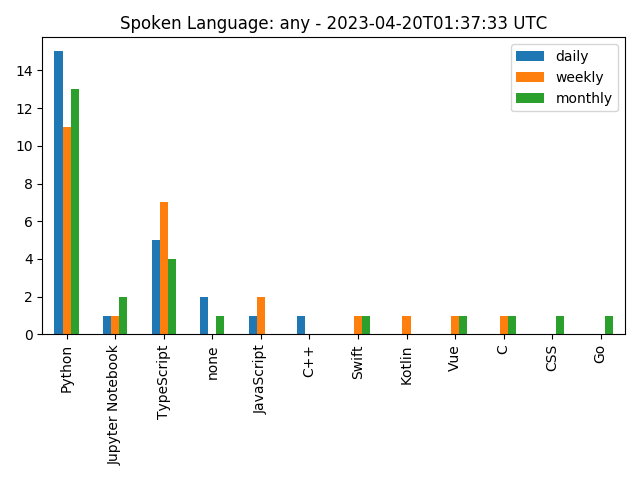 Spoken Language: any - 2023-04-20T01:37:33 UTC
daily
weekly
monthly
14
12
10
8
6
4
2
0
Python
Jupyter Notebook
TypeScript
none
JavaScript
C++
Swift
Kotlin
Vue
C
CSS
Go